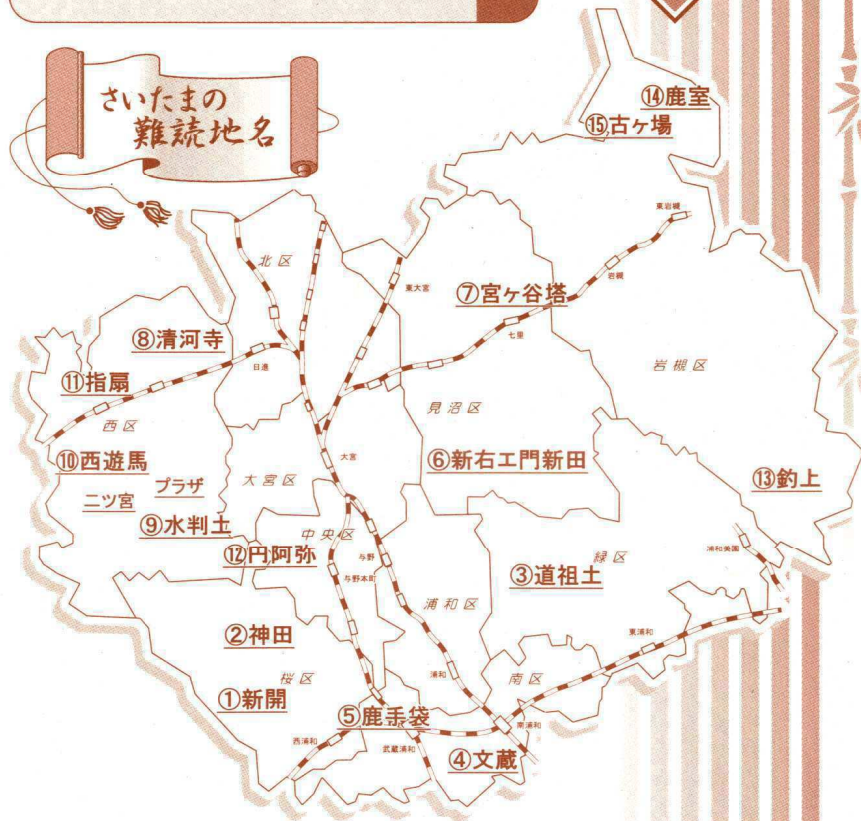 さいたまの
難読地名
⑭鹿室
⑮古ヶ場
東岩槻
北区
東大宮
⑦宮ヶ谷塔
岩槻
⑧清河寺
七里
日進
岩槻区
⑪指扇
見沼区
西区
⑩西遊馬
大宮
⑥新右エ門新田
大宮区
プラザ
二ツ宮
⑬釣上
⑨水判土
中央区
⑫円阿弥
与野
緑区
浦和美園
与野本町
③道祖土
浦和区
②神田
東浦和
桜区
浦和
南区
①新開
⑤鹿手袋
南浦和
西浦和
武蔵浦和
④文蔵